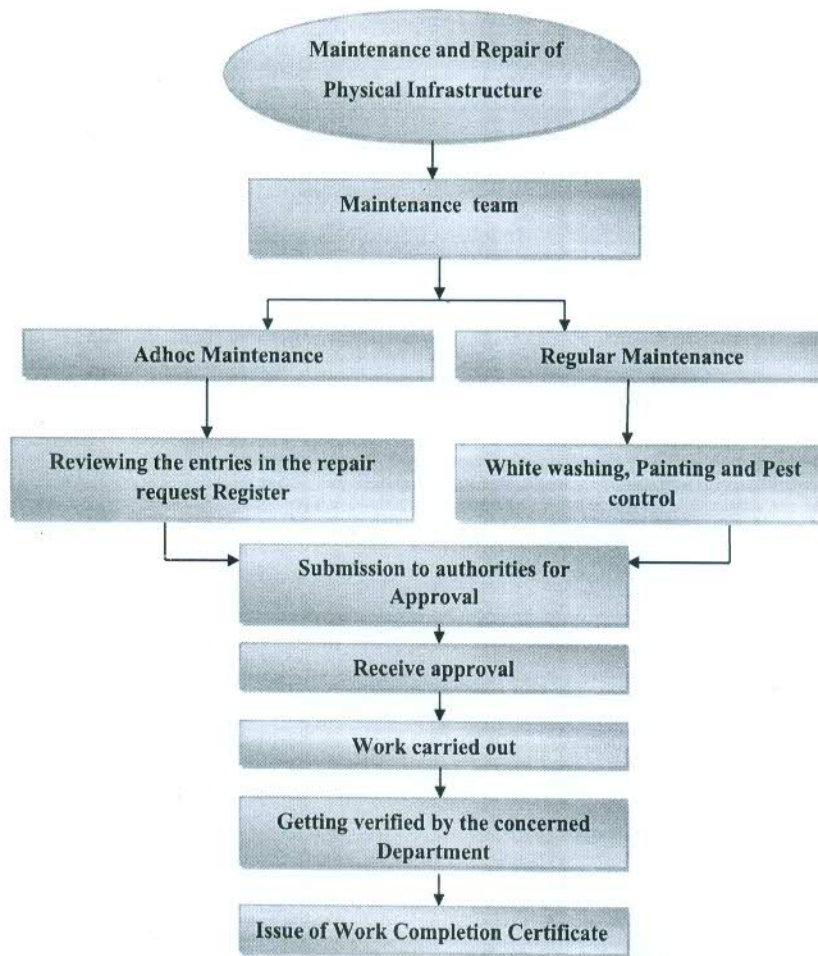 Maintenance and Repair of
Physical Infrastructure
Maintenance team
Adhoc Maintenance
Regular Maintenance
Reviewing the entries in the repair
request Register
White washing, Painting and Pest
control
Submission to authorities for
Approval
Receive approval
Work carried out
Getting verified by the concerned
Department
Issue of Work Completion Certificate